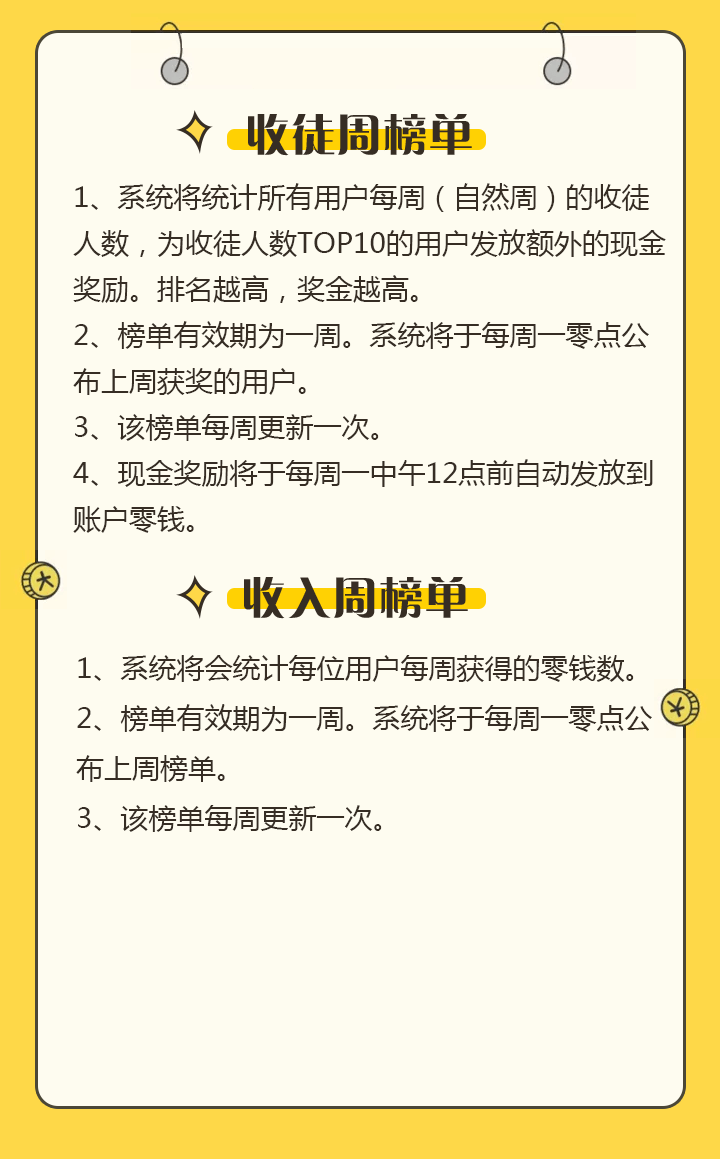 收徒周榜单
1、系统将统计所有用户每周（自然周）的收徒
人数，为收徒人数TOP10的用户发放额外的现金
奖励。排名越高，奖金越高。
2、榜单有效期为一周。系统将于每周一零点公
布上周获奖的用户。
3、该榜单每周更新一次。
4、现金奖励将于每周一中午12点前自动发放到
账户零钱。
收入周榜单
1、系统将会统计每位用户每周获得的零钱数。
2、榜单有效期为一周。系统将于每周一零点公
布上周榜单。
3、该榜单每周更新一次。